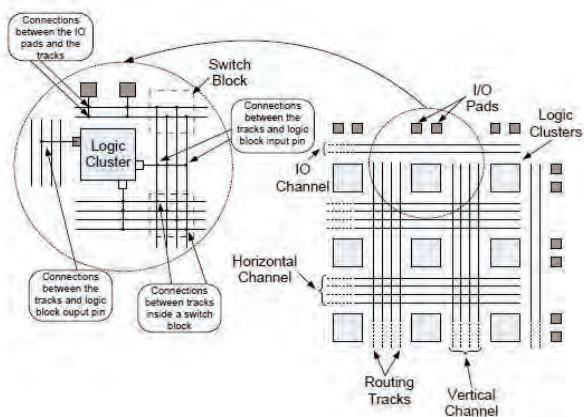 Connections
between the IO
pads and the
tracks
Switch
Block
Connections
between the
tracks and logic
block input pin
Logic
Cluster
Connections
between the
tracks and logic
block ouput pin
Connections
between tracks
inside a switch
block
I/O
Pads
Logic
Clusters
IO
Channel
Horizontal
Channel
Routing
Tracks
Vertical
Channel